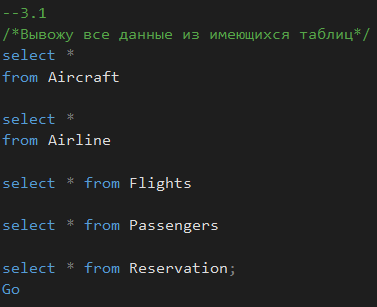 --3.1
/*Вывожу все данные из имеющихся таблиц*/
select *
from Aircraft
select *
from Airline
select * from Flights
select * from Passengers
select * from Reservation;
Go